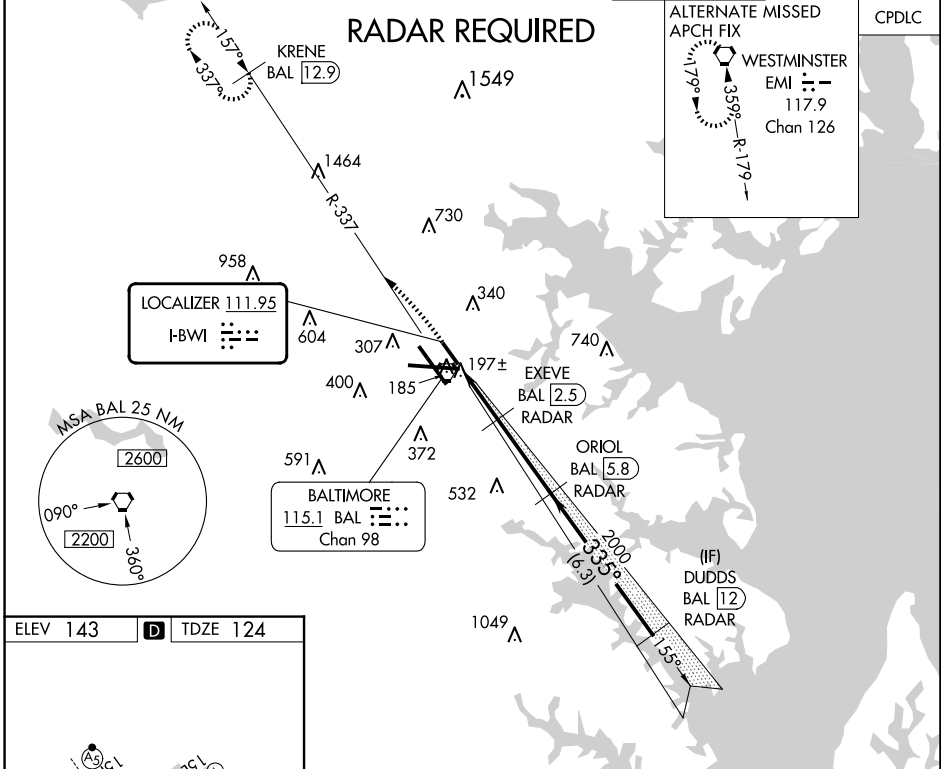 RADAR REQUIRED
ALTERNATE MISSED
APCH FIX
WESTMINSTER
EMI
117.9
Chan 126
179°
359°
R-179
CPDLC
157°
337°
KRENE
BAL 12.9
1549
1464
R-337
730
958
LOCALIZER 111.95
I-BWI
604
340
307
740
197±
400
185
EXEVE
BAL 2.5
RADAR
MSA BAL 25 NM
2600
090°
2200
360°
372
591
ORIOL
BAL 5.8
RADAR
532
BALTIMORE
115.1 BAL
Chan 98
2000
335°
(6.3)
(IF)
DUDDS
BAL 12
RADAR
1049
155°
ELEV 143
D
TDZE 124
A5